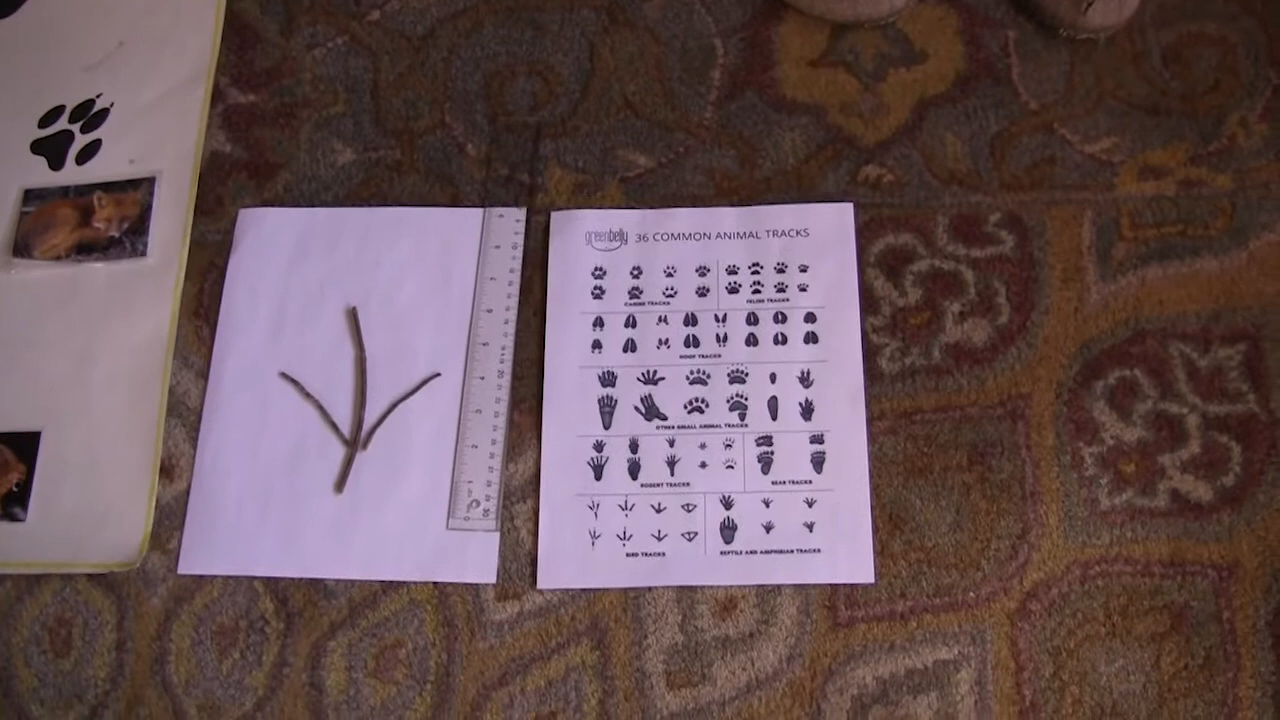 greenbelly
36 COMMON ANIMAL TRACKS
CANINE TRACKS
FELINE TRACKS
HOOF TRACKS
OTHER SMALL ANIMAL TRACKS
RODENT TRACKS
BEAR TRACKS
BIRD TRACKS
REPTILE AND AMPHIBIAN TRACKS